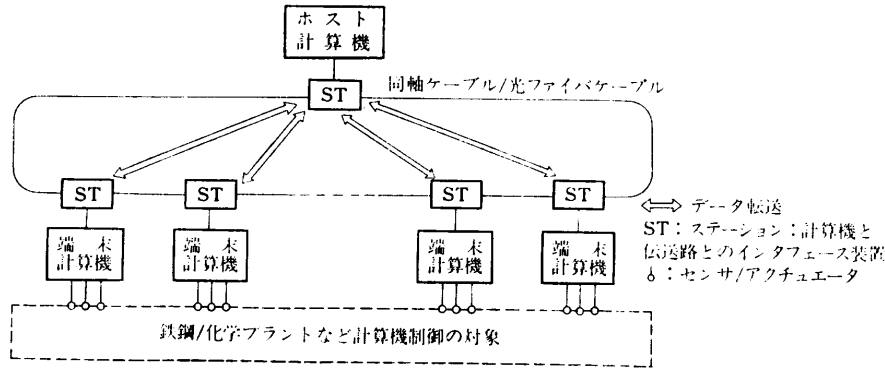 ホスト
計算機
同軸ケーブル/光ファイバケーブル
ST
ST
ST
ST
ST
端末
計算機
端末
計算機
端末
計算機
端末
計算機
データ転送
ST：ステーション：計算機と
伝送路とのインタフェース装置
：センサ/アクチュエータ
鉄鋼/化学プラントなど計算機制御の対象